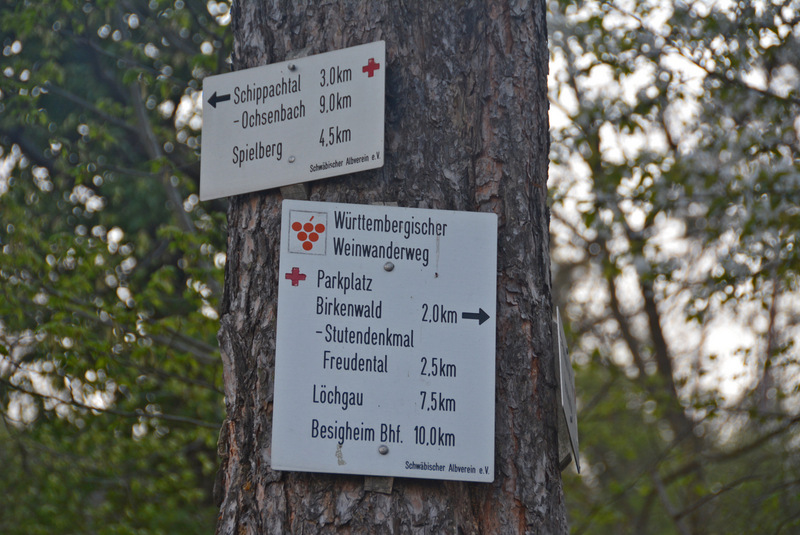 Schippachtal 3,0km
-Ochsenbach 9,0km
Spielberg 4,5km
Schwäbischer Albverein e.V.
Württembergischer
Weinwanderweg
Parkplatz
Birkenwald 2,0km
-Stutendenkmal
Freudental 2,5km
Löchgau 7,5km
Besigheim Bhf. 10,0km
Schwäbischer Albverein e.V.